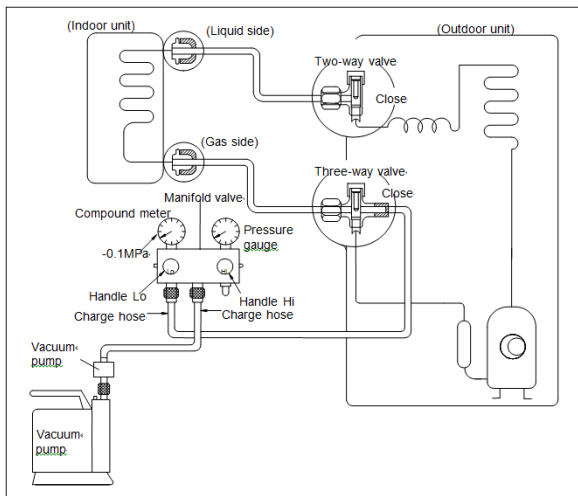 (Indoor unit)
(Liquid side)
(Outdoor unit)
Two-way valve
Close
(Gas side)
Three-way valve
Close
Manifold valve
Compound meter
Pressure
gauge
-0.1MPa
Lo
Hi
Handle Lo
Handle Hi
Charge hose
Charge hose
Vacuum
pump
Vacuum
pump